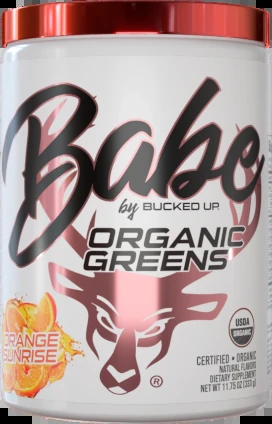 Babe
by BUCKED UP.
ORGANIC
GREENS
ORANGE
SUNRISE
USDA
ORGANIC
CERTIFIED • ORGANIC
NATURAL FLAVORS
DIETARY SUPPLEMENT
NET WT 11.75 OZ (333 g)
®